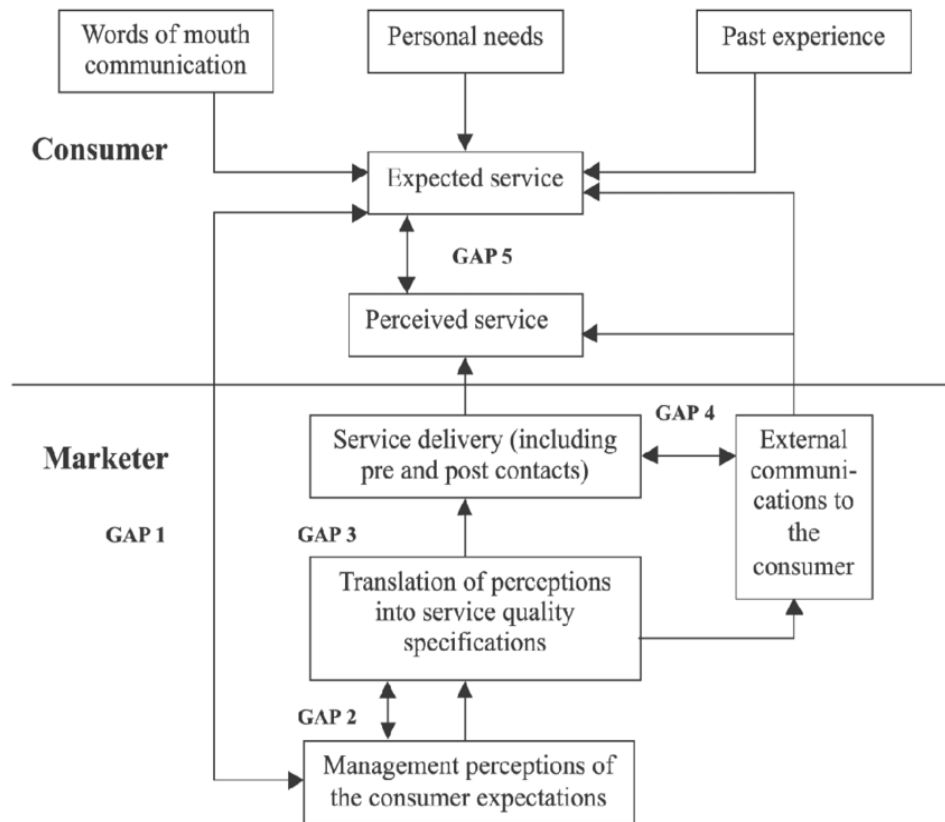 Words of mouth
communication
Personal needs
Past experience
Consumer
Expected service
GAP 5
Perceived service
GAP 4
Marketer
Service delivery (including
pre and post contacts)
External
communi-
cations to
the
consumer
GAP 1
GAP 3
Translation of perceptions
into service quality
specifications
GAP 2
Management perceptions of
the consumer expectations